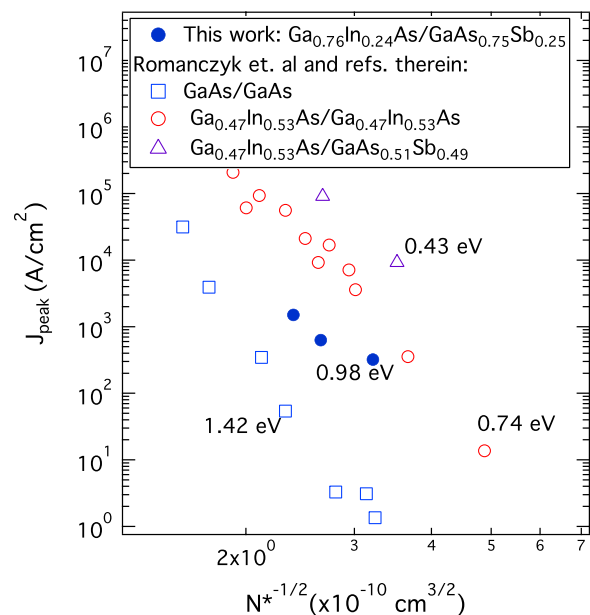 This work: Ga0.76In0.24As/GaAs0.75Sb0.25
Romanczyk et. al and refs. therein:
GaAs/GaAs
Ga0.47In0.53As/Ga0.47In0.53As
Ga0.47In0.53As/GaAs0.51Sb0.49
10^7
10^6
10^5
10^4
10^3
10^2
10^1
10^0
Jpeak (A/cm^2)
0.43 eV
0.98 eV
1.42 eV
0.74 eV
2x10^0
3
4
5
6
7
N*^-1/2 (x10^-10 cm^3/2)